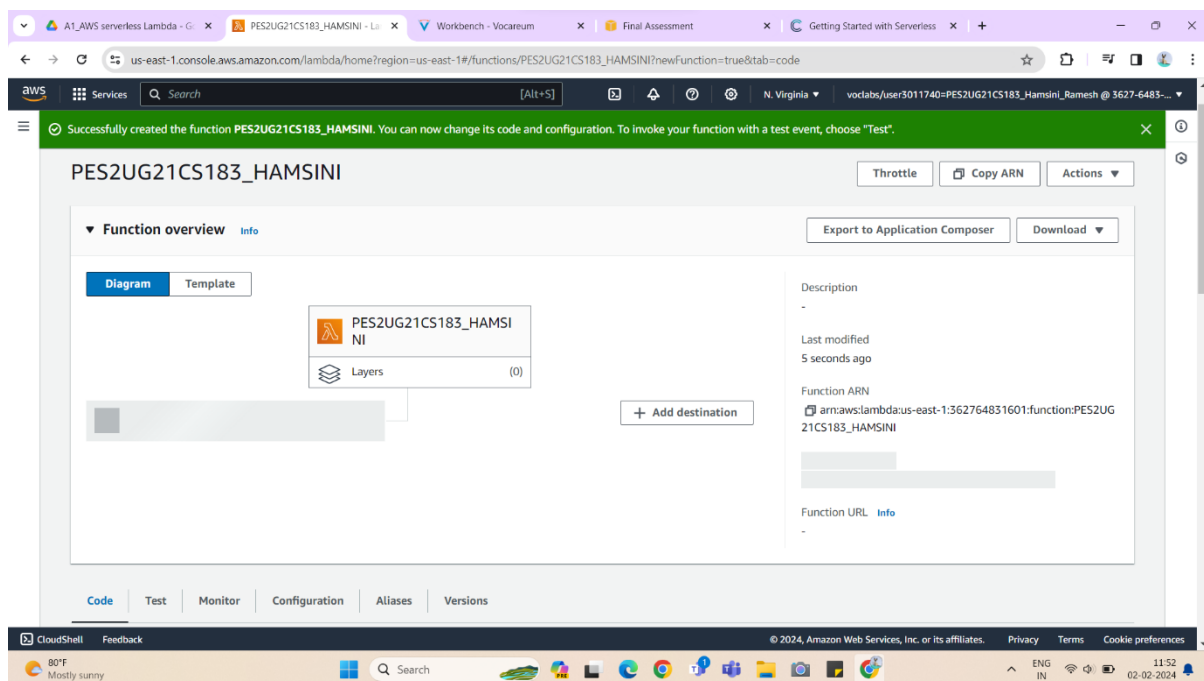 A1_AWS serverless Lambda - Go
PES2UG21CS183_HAMSINI - La
Workbench - Vocareum
Final Assessment
Getting Started with Serverless
us-east-1.console.aws.amazon.com/lambda/home?region=us-east-1#/functions/PES2UG21CS183_HAMSINI?newFunction=true&tab=code
aws
Services
Search
[Alt+S]
N. Virginia
voclabs/user3011740=PES2UG21CS183_Hamsini_Ramesh @ 3627-6483-...
Successfully created the function PES2UG21CS183_HAMSINI. You can now change its code and configuration. To invoke your function with a test event, choose "Test".
PES2UG21CS183_HAMSINI
Throttle
Copy ARN
Actions
Function overview Info
Export to Application Composer
Download
Diagram
Template
PES2UG21CS183_HAMSI
NI
Layers
(0)
+ Add destination
Description
-
Last modified
5 seconds ago
Function ARN
arn:aws:lambda:us-east-1:362764831601:function:PES2UG
21CS183_HAMSINI
Function URL Info
-
Code
Test
Monitor
Configuration
Aliases
Versions
CloudShell
Feedback
© 2024, Amazon Web Services, Inc. or its affiliates.
Privacy
Terms
Cookie preferences
80°F
Mostly sunny
Search
ENG
IN
11:52
02-02-2024